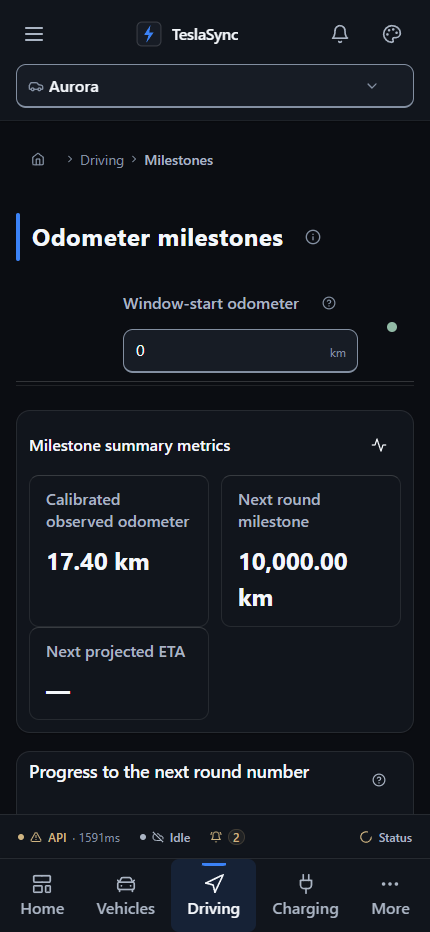 TeslaSync
Aurora
Driving
Milestones
Odometer milestones
Window-start odometer
0 km
Milestone summary metrics
Calibrated
observed odometer
17.40 km
Next round
milestone
10,000.00
km
Next projected ETA
—
Progress to the next round number
API · 1591ms
Idle
2
Status
Home
Vehicles
Driving
Charging
More